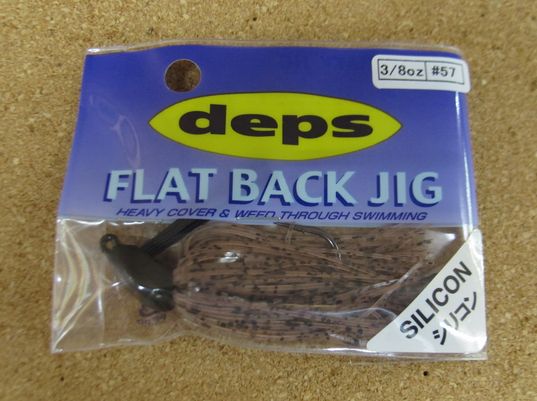 3/8oz #57
deps
FLAT BACK JIG
HEAVY COVER & WEED THROUGH SWIMMING
SILICON
シリコン